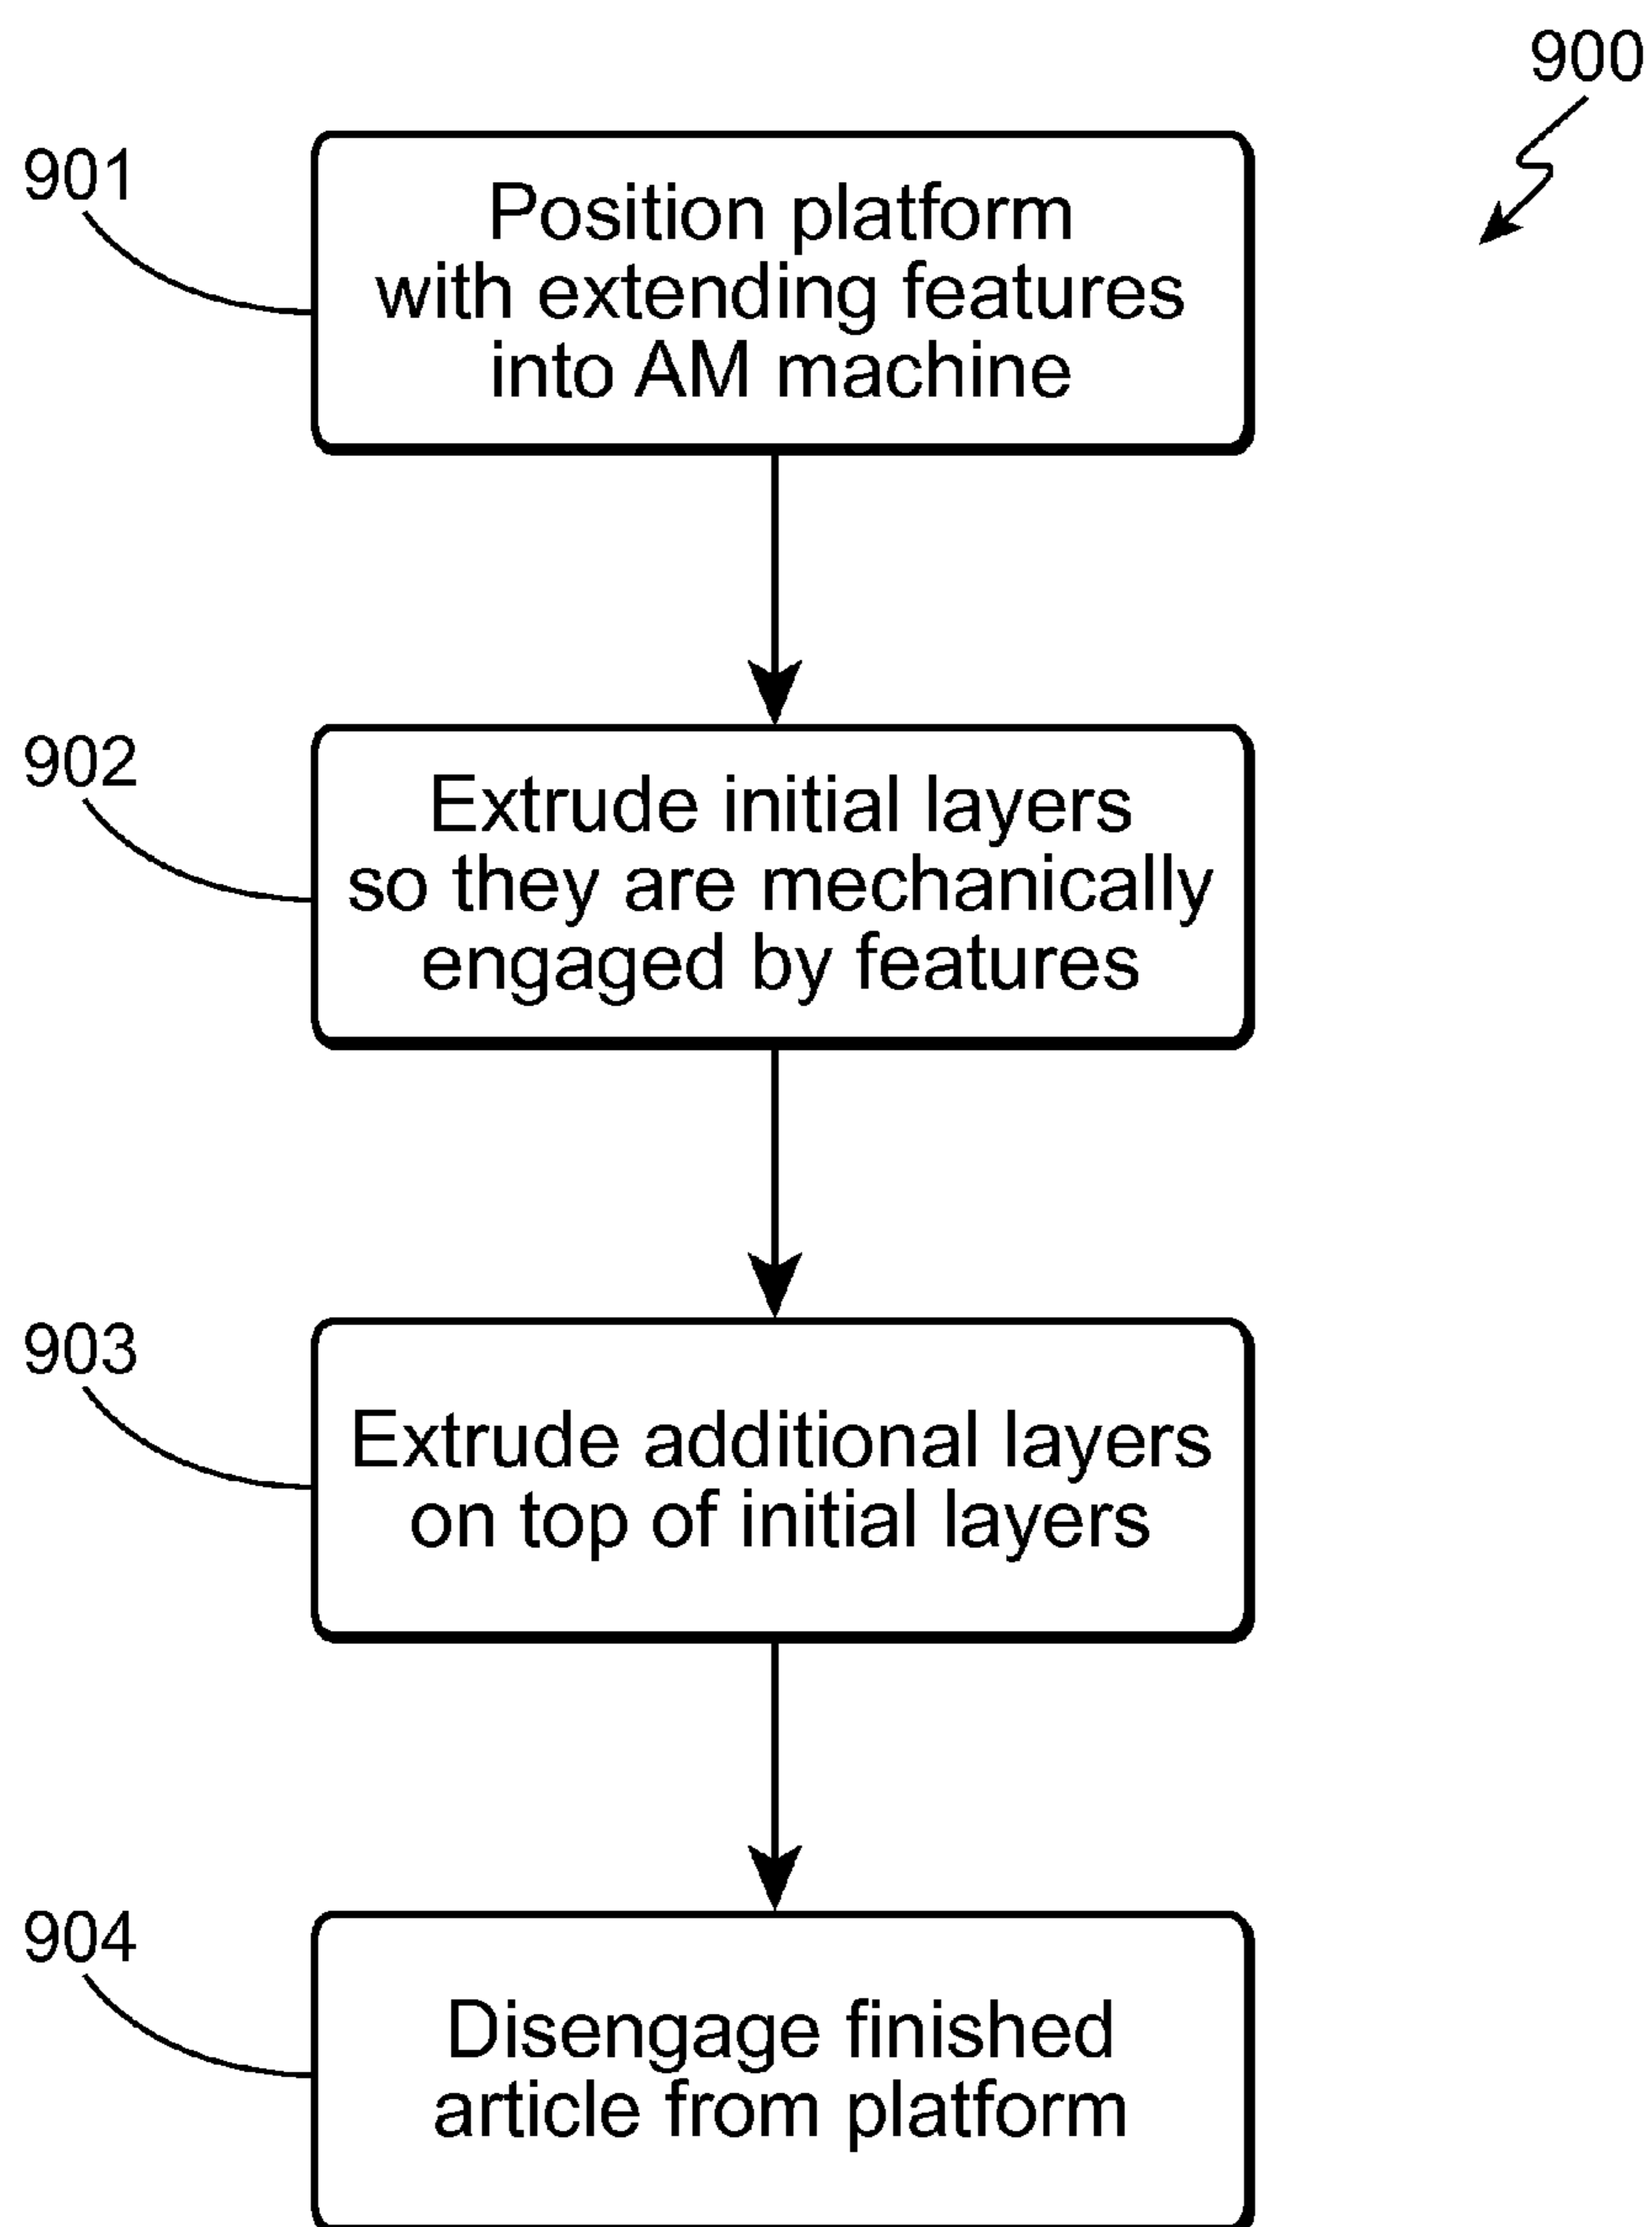 900
901
Position platform
with extending features
into AM machine
902
Extrude initial layers
so they are mechanically
engaged by features
903
Extrude additional layers
on top of initial layers
904
Disengage finished
article from platform